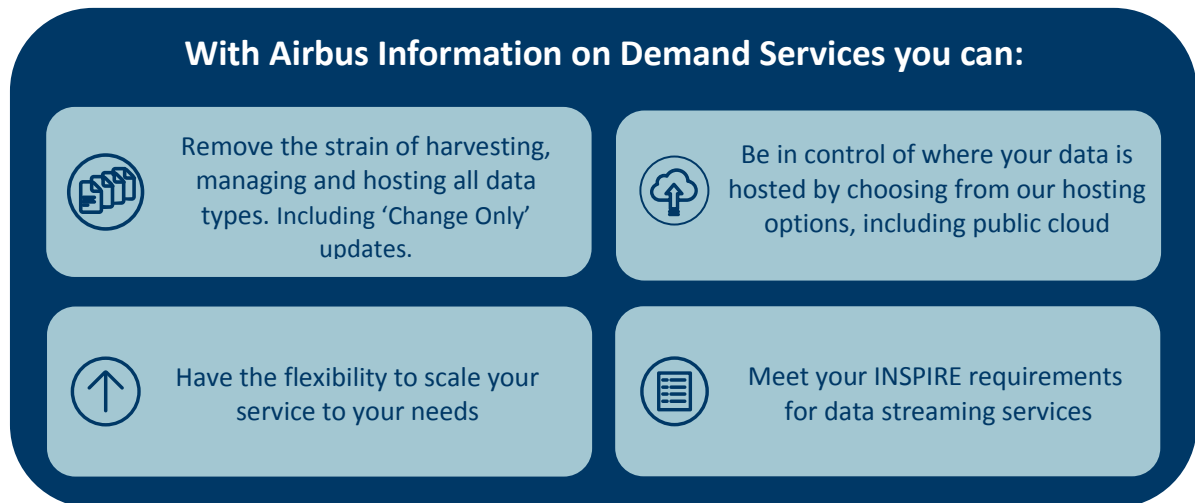 With Airbus Information on Demand Services you can:
Remove the strain of harvesting,
managing and hosting all data
types. Including ‘Change Only’
updates.
Be in control of where your data is
hosted by choosing from our hosting
options, including public cloud
Have the flexibility to scale your
service to your needs
Meet your INSPIRE requirements
for data streaming services